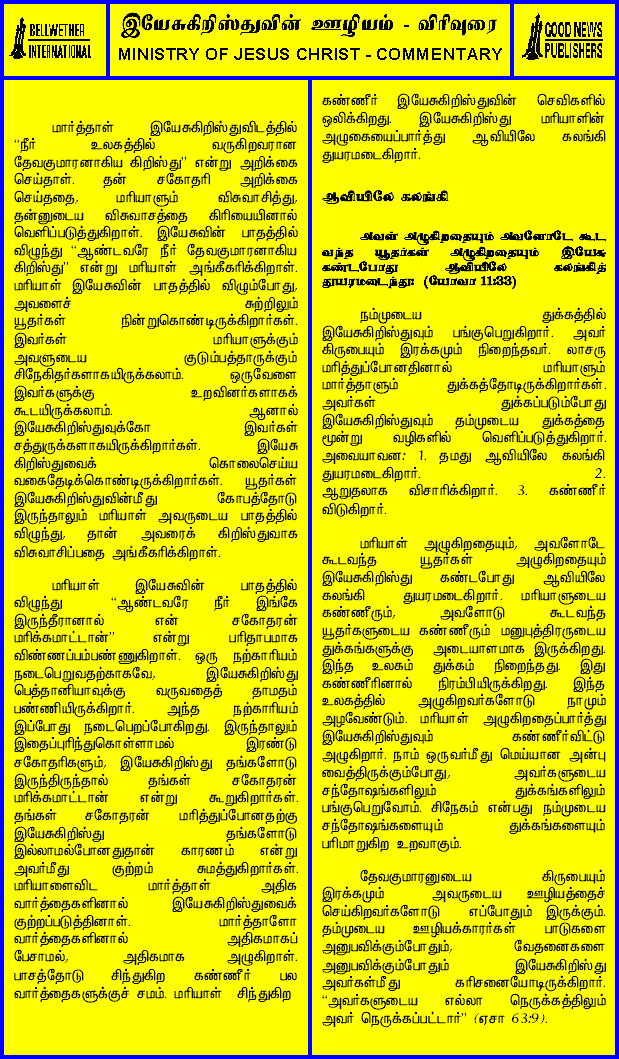 BELLWETHER
INTERNATIONAL
இயேசுகிறிஸ்துவின் ஊழியம் - விரிவுரை
MINISTRY OF JESUS CHRIST - COMMENTARY
GOOD NEWS
PUBLISHERS
மார்த்தாள் இயேசுகிறிஸ்துவிடத்தில்
“நீர் உலகத்தில் வருகிறவரான
தேவகுமாரனாகிய கிறிஸ்து” என்று அறிக்கை
செய்தாள். தன் சகோதரி அறிக்கை
செய்ததை, மரியாளும் விசுவாசித்து,
தன்னுடைய விசுவாசத்தை கிரியையினால்
வெளிப்படுத்துகிறாள். இயேசுவின் பாதத்தில்
விழுந்து “ஆண்டவரே நீர் தேவகுமாரனாகிய
கிறிஸ்து” என்று மரியாள் அங்கீகரிக்கிறாள்.
மரியாள் இயேசுவின் பாதத்தில் விழும்போது,
அவளைச் சுற்றிலும்
யூதர்கள் நின்றுகொண்டிருக்கிறார்கள்.
இவர்கள் மரியாளுக்கும்
அவளுடைய குடும்பத்தாருக்கும்
சிநேகிதர்களாகயிருக்கலாம். ஒருவேளை
இவர்களுக்கு உறவினர்களாகக்
கூடயிருக்கலாம். ஆனால்
இயேசுகிறிஸ்துவுக்கோ இவர்கள்
சத்துருக்களாகயிருக்கிறார்கள். இயேசு
கிறிஸ்துவைக் கொலைசெய்ய
வகைதேடிக்கொண்டிருக்கிறார்கள். யூதர்கள்
இயேசுகிறிஸ்துவின்மீது கோபத்தோடு
இருந்தாலும் மரியாள் அவருடைய பாதத்தில்
விழுந்து, தான் அவரைக் கிறிஸ்துவாக
விசுவாசிப்பதை அங்கீகரிக்கிறாள்.
மரியாள் இயேசுவின் பாதத்தில்
விழுந்து “ஆண்டவரே நீர் இங்கே
இருந்தீரானால் என் சகோதரன்
மரிக்கமாட்டான்” என்று பரிதாபமாக
விண்ணப்பம்பண்ணுகிறாள். ஒரு நற்காரியம்
நடைபெறுவதற்காகவே, இயேசுகிறிஸ்து
பெத்தானியாவுக்கு வருவதைத் தாமதம்
பண்ணியிருக்கிறார். அந்த நற்காரியம்
இப்போது நடைபெறப்போகிறது. இருந்தாலும்
இதைப்புரிந்துகொள்ளாமல் இரண்டு
சகோதரிகளும், இயேசுகிறிஸ்து தங்களோடு
இருந்திருந்தால் தங்கள் சகோதரன்
மரிக்கமாட்டான் என்று கூறுகிறார்கள்.
தங்கள் சகோதரன் மரித்துப்போனதற்கு
இயேசுகிறிஸ்து தங்களோடு
இல்லாமல்போனதுதான் காரணம் என்று
அவர்மீது குற்றம் சுமத்துகிறார்கள்.
மரியாளைவிட மார்த்தாள் அதிக
வார்த்தைகளினால் இயேசுகிறிஸ்துவைக்
குற்றப்படுத்தினாள். மார்த்தாளோ
வார்த்தைகளினால் அதிகமாகப்
பேசாமல், அதிகமாக அழுகிறாள்.
பாசத்தோடு சிந்துகிற கண்ணீர் பல
வார்த்தைகளுக்குச் சமம். மரியாள் சிந்துகிற
கண்ணீர் இயேசுகிறிஸ்துவின் செவிகளில்
ஒலிக்கிறது. இயேசுகிறிஸ்து மரியாளின்
அழுகையைப்பார்த்து ஆவியிலே கலங்கி
துயரமடைகிறார்.
ஆவியிலே கலங்கி
அவள் அழுகிறதையும் அவளோடே கூட
வந்த யூதர்கள் அழுகிறதையும் இயேசு
கண்டபோது ஆவியிலே கலங்கித்
துயரமடைந்து: (யோவா 11:33)
நம்முடைய துக்கத்தில்
இயேசுகிறிஸ்துவும் பங்குபெறுகிறார். அவர்
கிருபையும் இரக்கமும் நிறைந்தவர். லாசரு
மரித்துப்போனதினால் மரியாளும்
மார்த்தாளும் துக்கத்தோடிருக்கிறார்கள்.
அவர்கள் துக்கப்படும்போது
இயேசுகிறிஸ்துவும் தம்முடைய துக்கத்தை
மூன்று வழிகளில் வெளிப்படுத்துகிறார்.
அவையாவன: 1. தமது ஆவியிலே கலங்கி
துயரமடைகிறார். 2.
ஆறுதலாக விசாரிக்கிறார். 3. கண்ணீர்
விடுகிறார்.
மரியாள் அழுகிறதையும், அவளோடே
கூடவந்த யூதர்கள் அழுகிறதையும்
இயேசுகிறிஸ்து கண்டபோது ஆவியிலே
கலங்கி துயரமடைகிறார். மரியாளுடைய
கண்ணீரும், அவளோடு கூடவந்த
யூதர்களுடைய கண்ணீரும் மனுபுத்திரருடைய
துக்கங்களுக்கு அடையாளமாக இருக்கிறது.
இந்த உலகம் துக்கம் நிறைந்தது. இது
கண்ணீரினால் நிரம்பியிருக்கிறது. இந்த
உலகத்தில் அழுகிறவர்களோடு நாமும்
அழவேண்டும். மரியாள் அழுகிறதைப்பார்த்து
இயேசுகிறிஸ்துவும் கண்ணீர்விட்டு
அழுகிறார். நாம் ஒருவர்மீது மெய்யான அன்பு
வைத்திருக்கும்போது, அவர்களுடைய
சந்தோஷங்களிலும் துக்கங்களிலும்
பங்குபெறுவோம். சிநேகம் என்பது நம்முடைய
சந்தோஷங்களையும் துக்கங்களையும்
பரிமாறுகிற உறவாகும்.
தேவகுமாரனுடைய கிருபையும்
இரக்கமும் அவருடைய ஊழியத்தைச்
செய்கிறவர்களோடு எப்போதும் இருக்கும்.
தம்முடைய ஊழியக்காரர்கள் பாடுகளை
அனுபவிக்கும்போதும், வேதனைகளை
அனுபவிக்கும்போதும் இயேசுகிறிஸ்து
அவர்கள்மீது கரிசனையோடிருக்கிறார்.
“அவர்களுடைய எல்லா நெருக்கத்திலும்
அவர் நெருக்கப்பட்டார்” (ஏசா 63:9).